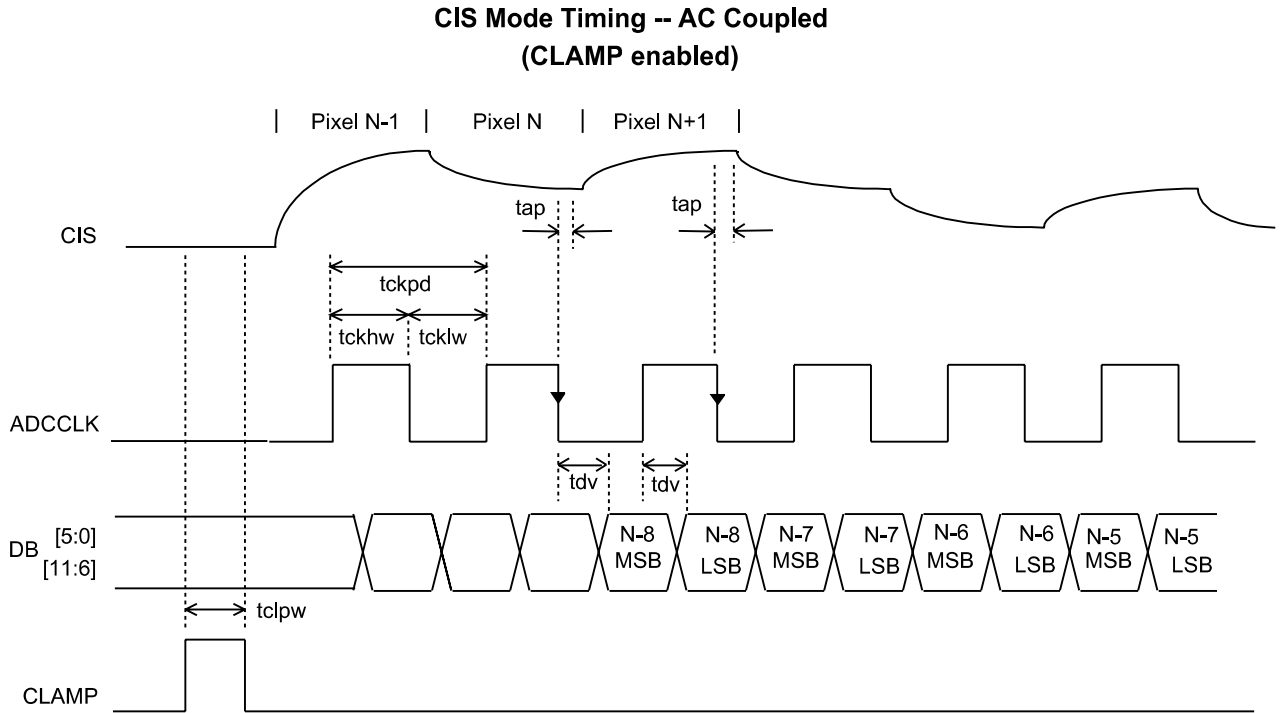 CIS Mode Timing -- AC Coupled
(CLAMP enabled)
| Pixel N-1 | Pixel N | Pixel N+1 |
tap
tap
CIS
tckpd
tckhw
tcklw
ADCCLK
tdv
tdv
DB [5:0]
[11:6]
N-8 MSB
N-8 LSB
N-7 MSB
N-7 LSB
N-6 MSB
N-6 LSB
N-5 MSB
N-5 LSB
tclpw
CLAMP